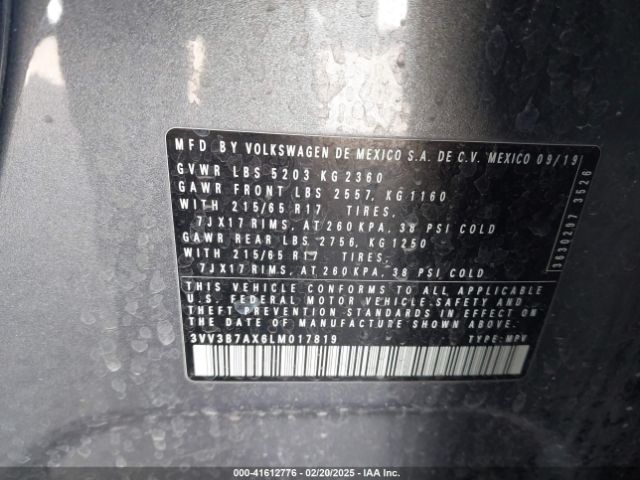 MFD BY VOLKSWAGEN DE MEXICO S.A. DE C.V. MEXICO 09/19
GVWR LBS 5203 KG 2360
GAWR FRONT LBS 2557, KG 1160
WITH 215/65 R17 TIRES,
7JX17 RIMS, AT 260 KPA, 38 PSI COLD
GAWR REAR LBS 2756, KG 1250
WITH 215/65 R17 TIRES,
7JX17 RIMS, AT 260 KPA, 38 PSI COLD
THIS VEHICLE CONFORMS TO ALL APPLICABLE
U.S. FEDERAL MOTOR VEHICLE SAFETY AND
THEFT PREVENTION STANDARDS IN EFFECT ON
THE DATE OF MANUFACTURE SHOWN ABOVE.
3VV3B7AX6LM017819
TYPE: MPV
3630297 3526
000-41612776 — 02/20/2025 — IAA Inc.